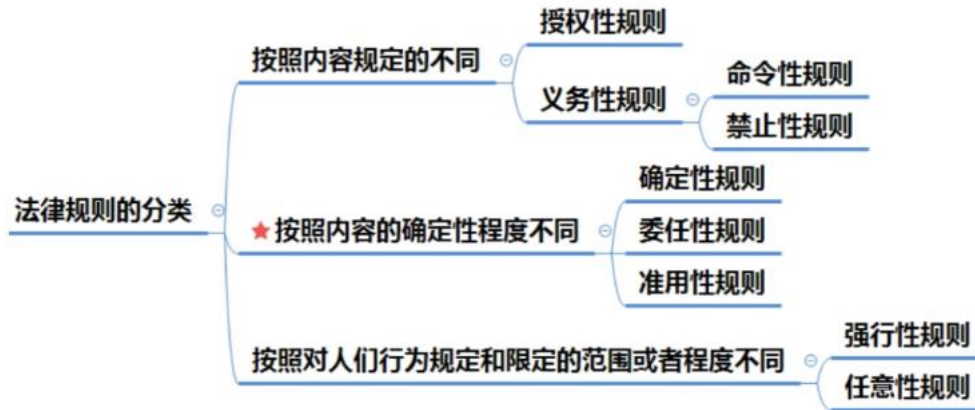 法律规则的分类
按照内容规定的不同
授权性规则
义务性规则
命令性规则
禁止性规则
按照内容的确定性程度不同
确定性规则
委任性规则
准用性规则
按照对人们行为规定和限定的范围或者程度不同
强行性规则
任意性规则